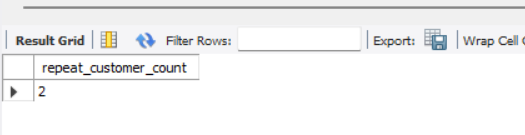 Result Grid Filter Rows: Export: Wrap Cell
repeat_customer_count
2